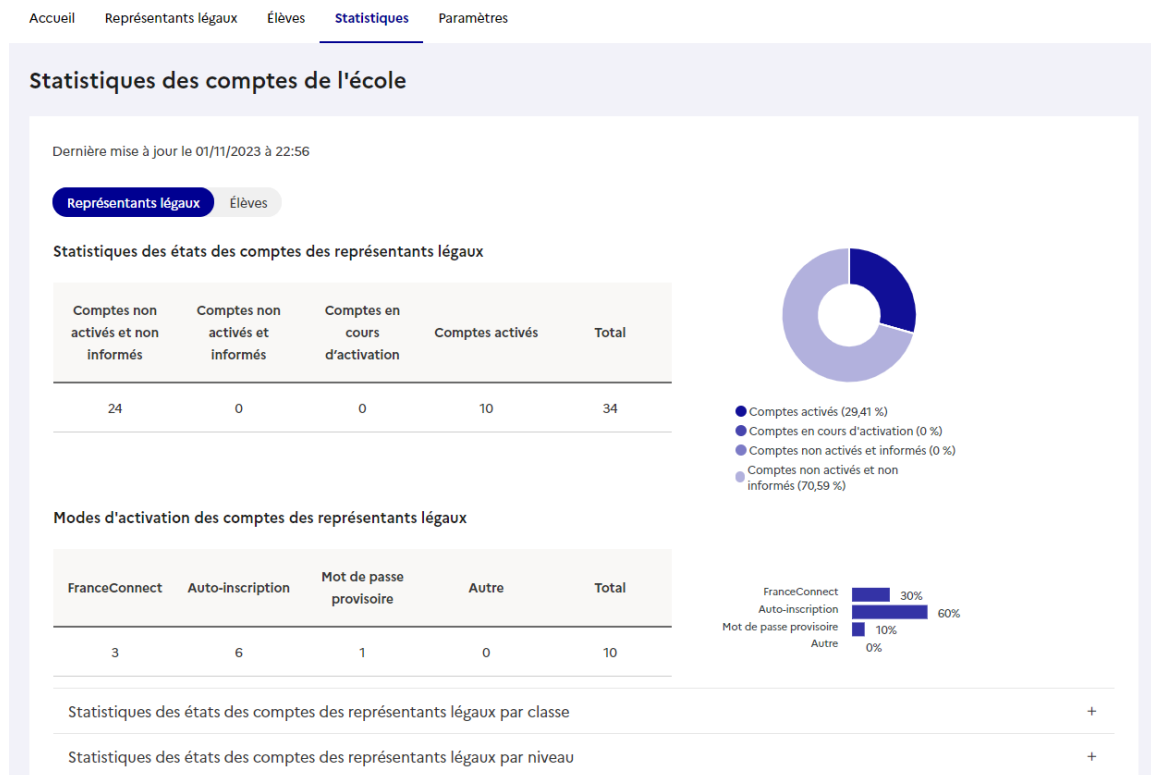 Accueil Représentants légaux Élèves Statistiques Paramètres
Statistiques des comptes de l'école
Dernière mise à jour le 01/11/2023 à 22:56
Représentants légaux Élèves
Statistiques des états des comptes des représentants légaux
Comptes non activés et non informés Comptes non activés et informés Comptes en cours d'activation Comptes activés Total
24 0 0 10 34
Comptes activés (29,41 %)
Comptes en cours d'activation (0 %)
Comptes non activés et informés (0 %)
Comptes non activés et non
informés (70,59 %)
Modes d'activation des comptes des représentants légaux
FranceConnect Auto-inscription Mot de passe provisoire Autre Total
3 6 1 0 10
FranceConnect 30%
Auto-inscription 60%
Mot de passe provisoire 10%
Autre 0%
Statistiques des états des comptes des représentants légaux par classe +
Statistiques des états des comptes des représentants légaux par niveau +